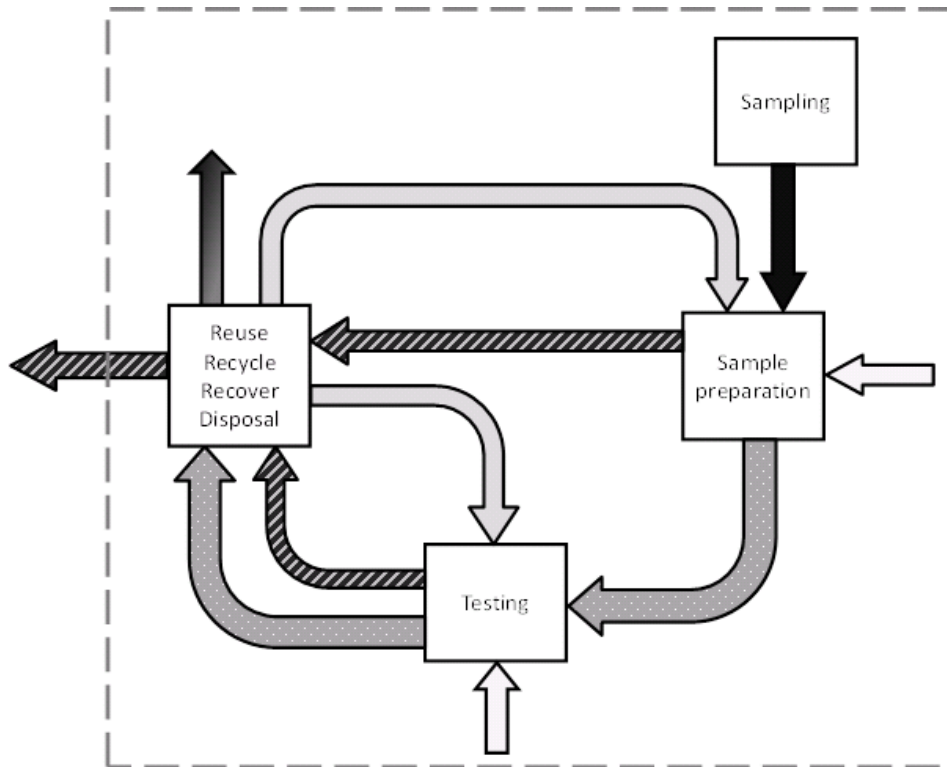 Sampling
Reuse
Recycle
Recover
Disposal
Sample
preparation
Testing